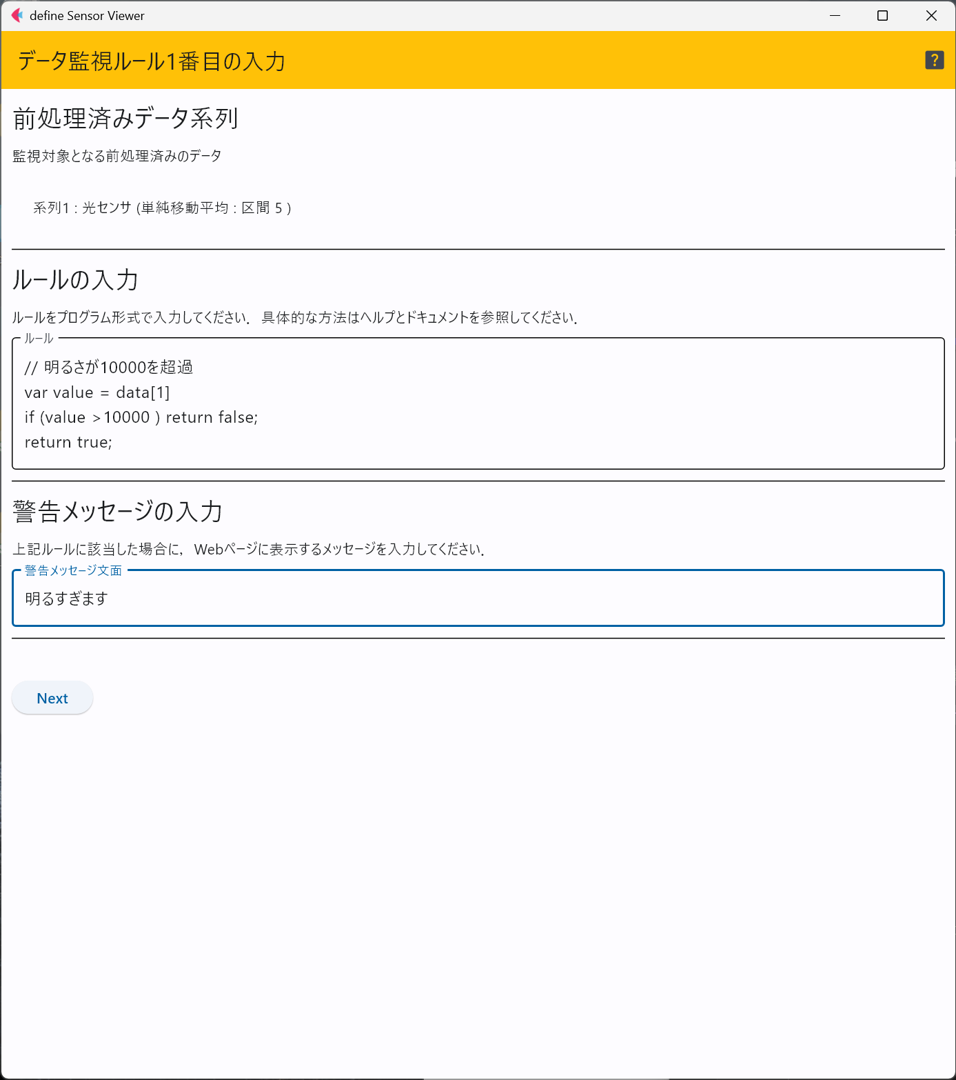 define Sensor Viewer
データ監視ルール1番目の入力
?
前処理済みデータ系列
監視対象となる前処理済みのデータ
系列1 : 光センサ (単純移動平均 : 区間 5 )
ルールの入力
ルールをプログラム形式で入力してください．具体的な方法はヘルプとドキュメントを参照してください．
ルール
// 明るさが10000を超過
var value = data[1]
if (value >10000 ) return false;
return true;
警告メッセージの入力
上記ルールに該当した場合に，Webページに表示するメッセージを入力してください．
警告メッセージ文面
明るすぎます
Next